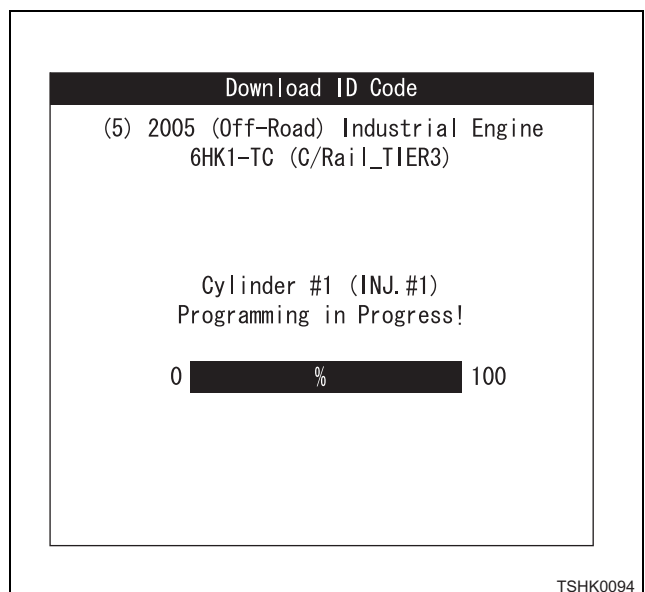 Download ID Code
(5) 2005 (Off-Road) Industrial Engine
6HK1-TC (C/Rail_TIER3)
Cylinder #1 (INJ.#1)
Programming in Progress!
0 % 100
TSHK0094